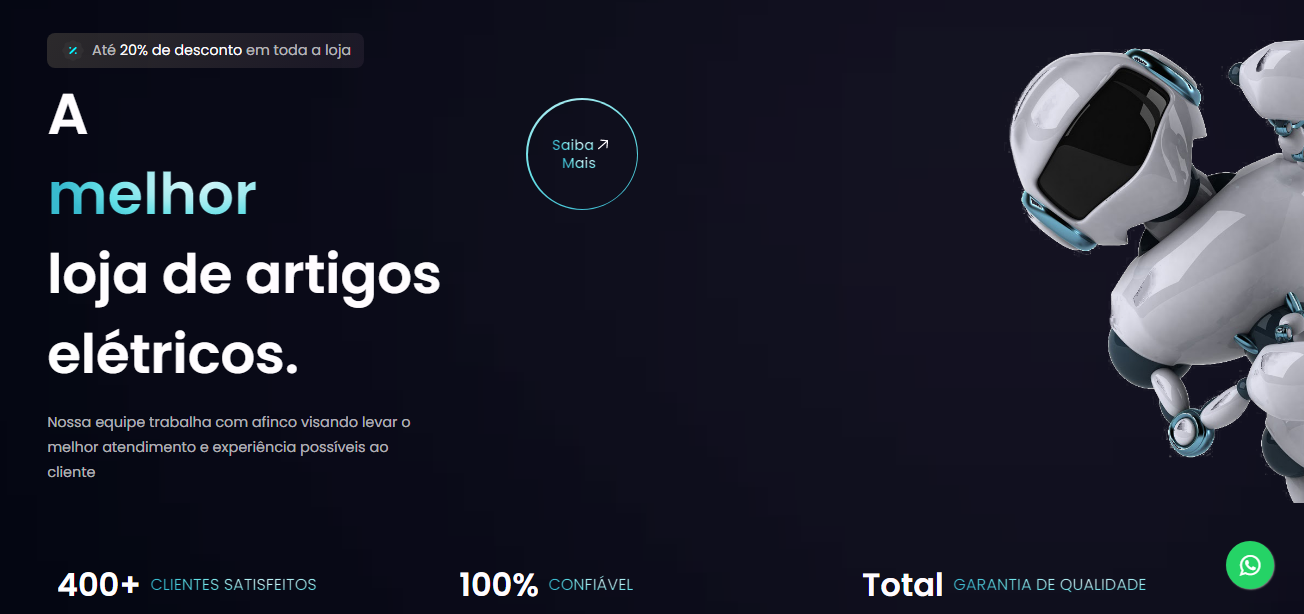 Até 20% de desconto em toda a loja
A
melhor
loja de artigos
elétricos.
Saiba
Mais
Nossa equipe trabalha com afinco visando levar o
melhor atendimento e experiência possíveis ao
cliente
400+ CLIENTES SATISFEITOS
100% CONFIÁVEL
Total GARANTIA DE QUALIDADE